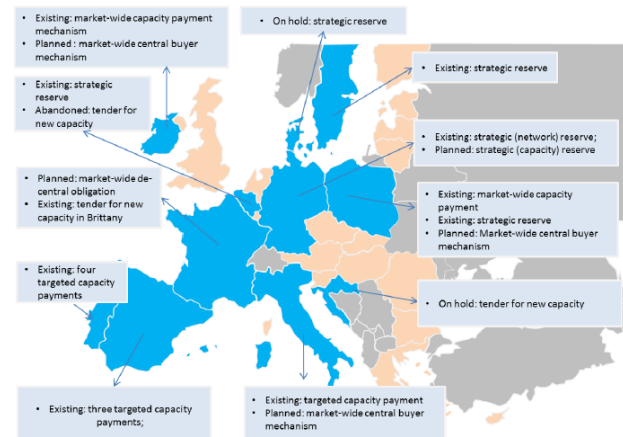 • Existing: market-wide capacity payment
mechanism
• Planned : market-wide central buyer
mechanism
• On hold: strategic reserve
• Existing: strategic reserve
• Existing: strategic
reserve
• Abandoned: tender for
new capacity
• Existing: strategic (network) reserve;
• Planned: strategic (capacity) reserve
• Planned: market-wide de-
central obligation
• Existing: tender for new
capacity in Brittany
• Existing: market-wide capacity
payment
• Existing: strategic reserve
• Planned: Market-wide central buyer
mechanism
• Existing: four
targeted capacity
payments
• On hold: tender for new capacity
• Existing: three targeted capacity
payments;
• Existing: targeted capacity payment
• Planned: market-wide central buyer
mechanism